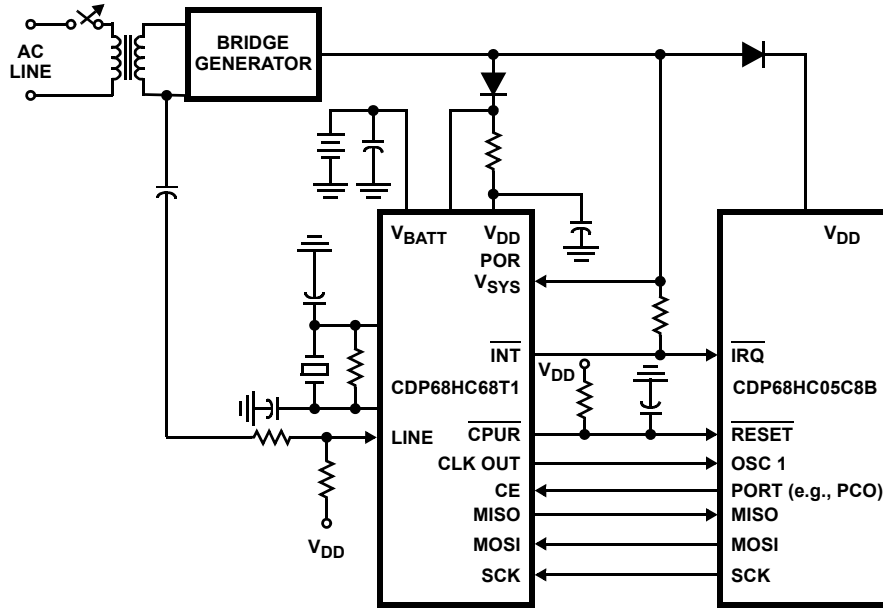 AC
LINE
BRIDGE
GENERATOR
VBATT
VDD
POR
VSYS
INT
CDP68HC68T1
LINE
CPUR
CLK OUT
CE
MISO
MOSI
SCK
VDD
VDD
VDD
IRQ
CDP68HC05C8B
RESET
OSC 1
PORT (e.g., PCO)
MISO
MOSI
SCK